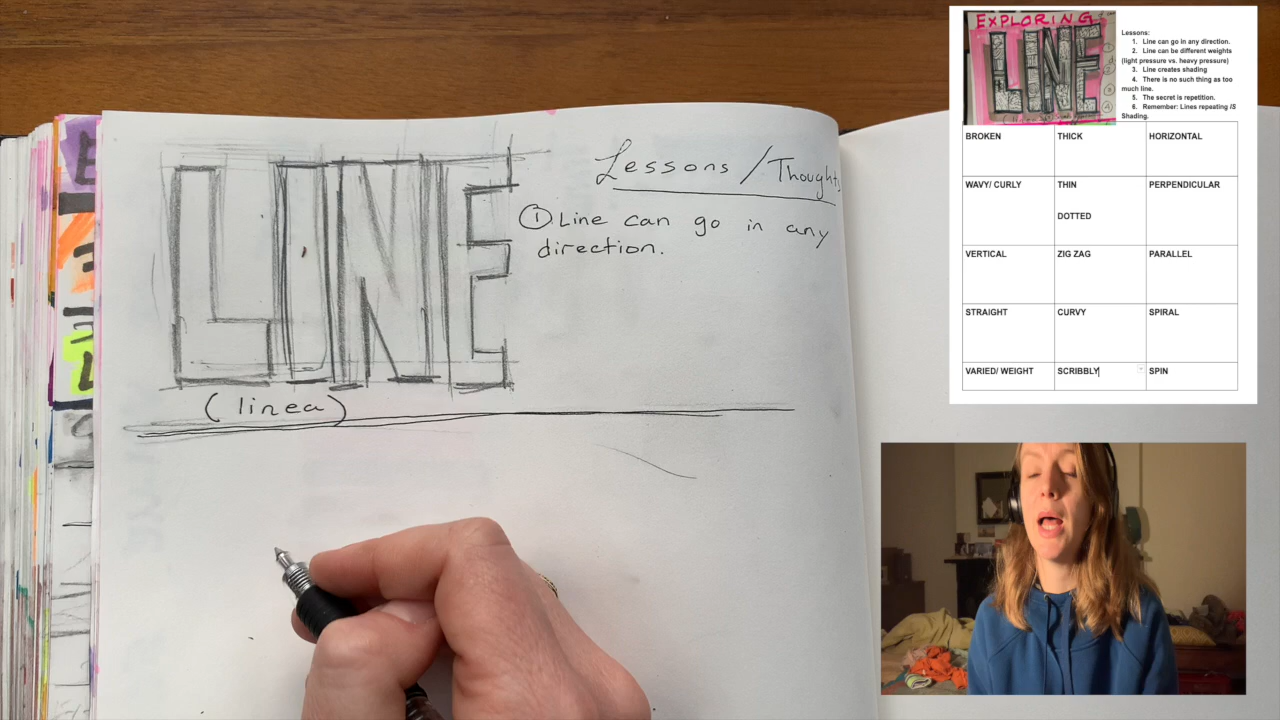 LINE
(linea)
Lessons / Thoughts
① Line can go in any
direction.
EXPLORING
LINE
Lessons:
1. Line can go in any direction.
2. Line can be different weights
(light pressure vs. heavy pressure)
3. Line creates shading
4. There is no such thing as too
much line.
5. The secret is repetition.
6. Remember: Lines repeating IS
Shading.
BROKEN THICK HORIZONTAL
WAVY/ CURLY THIN PERPENDICULAR
DOTTED
VERTICAL ZIG ZAG PARALLEL
STRAIGHT CURVY SPIRAL
VARIED/ WEIGHT SCRIBBLY SPIN